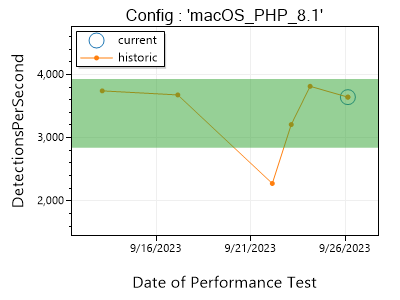 Config : 'macOS_PHP_8.1'
current
historic
DetectionsPerSecond
4,000
3,000
2,000
9/16/2023
9/21/2023
9/26/2023
Date of Performance Test